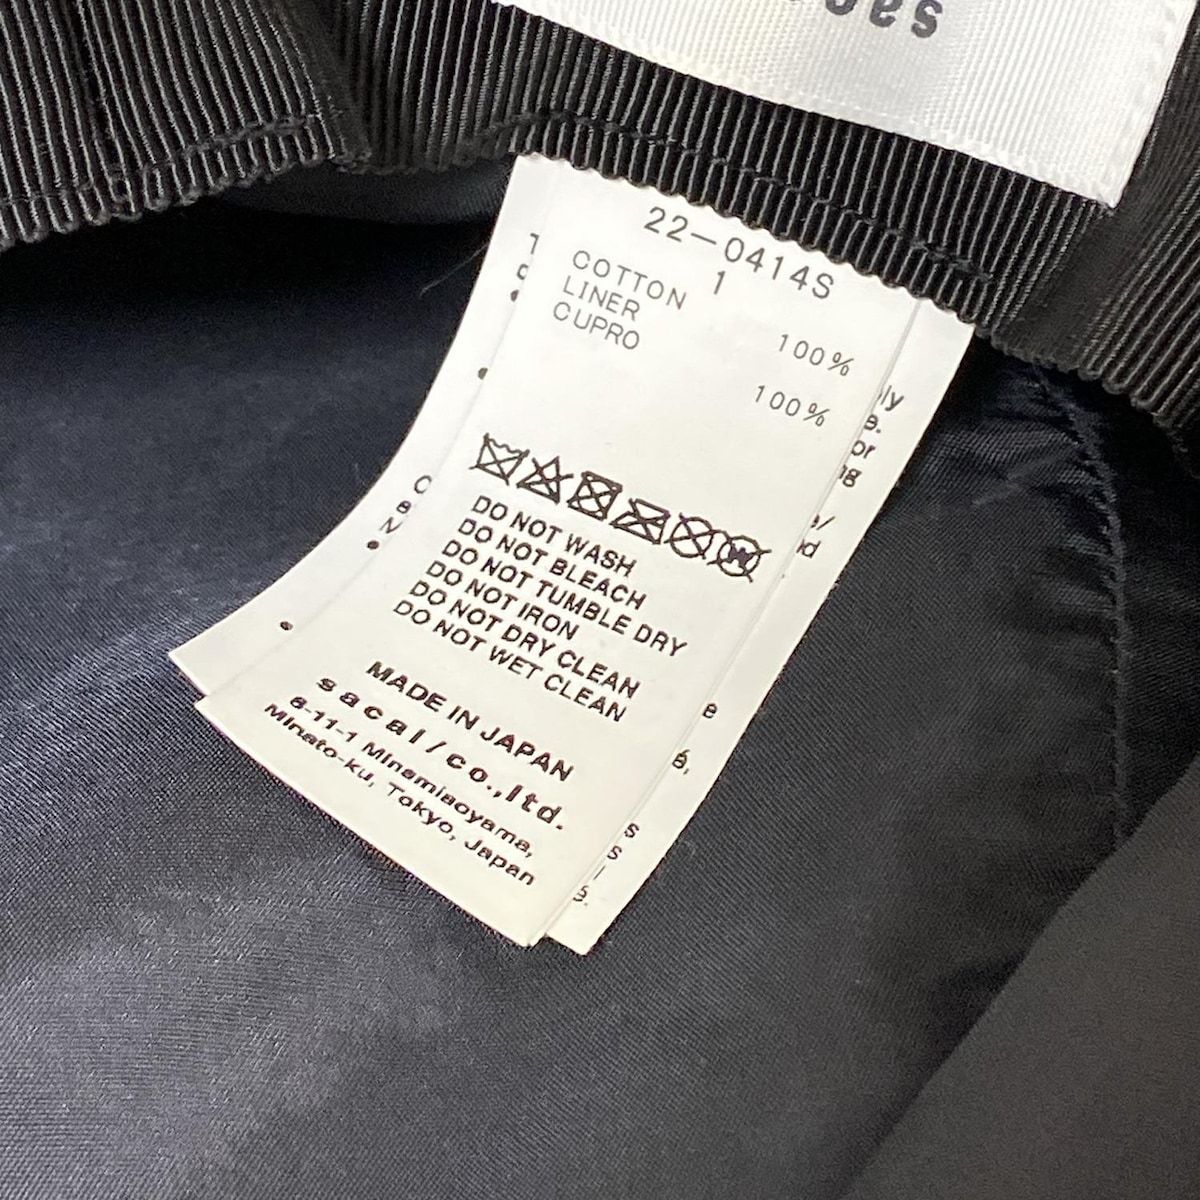 22-0414S
1
COTTON 100%
LINER
CUPRO 100%
DO NOT WASH
DO NOT BLEACH
DO NOT TUMBLE DRY
DO NOT IRON
DO NOT DRY CLEAN
DO NOT WET CLEAN
MADE IN JAPAN
sacai/co.,ltd.
6-11-1 Minamiaoyama,
Minato-ku, Tokyo, Japan